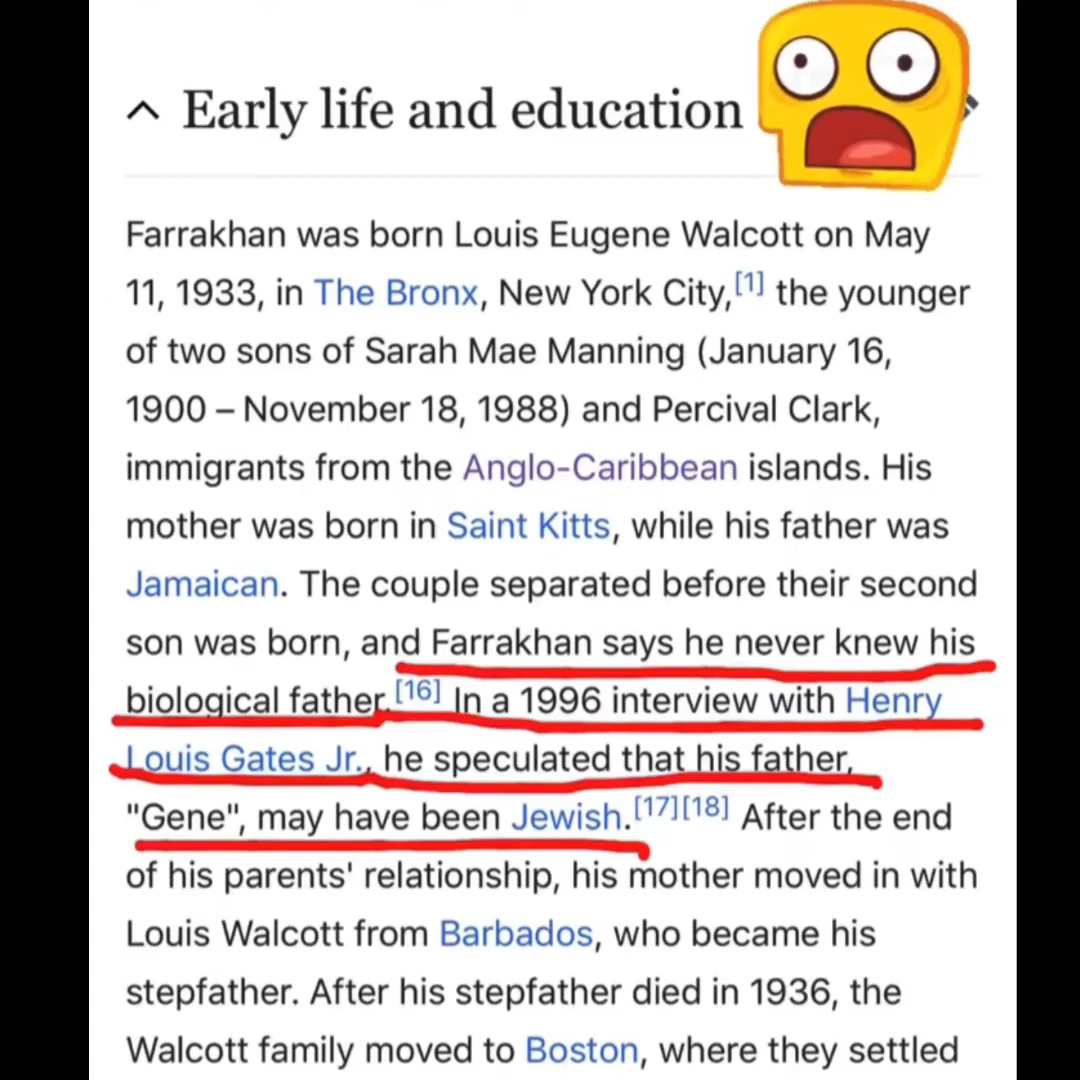 Early life and education
Farrakhan was born Louis Eugene Walcott on May
11, 1933, in The Bronx, New York City,[1] the younger
of two sons of Sarah Mae Manning (January 16,
1900 – November 18, 1988) and Percival Clark,
immigrants from the Anglo-Caribbean islands. His
mother was born in Saint Kitts, while his father was
Jamaican. The couple separated before their second
son was born, and Farrakhan says he never knew his
biological father.[16] In a 1996 interview with Henry
Louis Gates Jr., he speculated that his father,
"Gene", may have been Jewish.[17][18] After the end
of his parents' relationship, his mother moved in with
Louis Walcott from Barbados, who became his
stepfather. After his stepfather died in 1936, the
Walcott family moved to Boston, where they settled